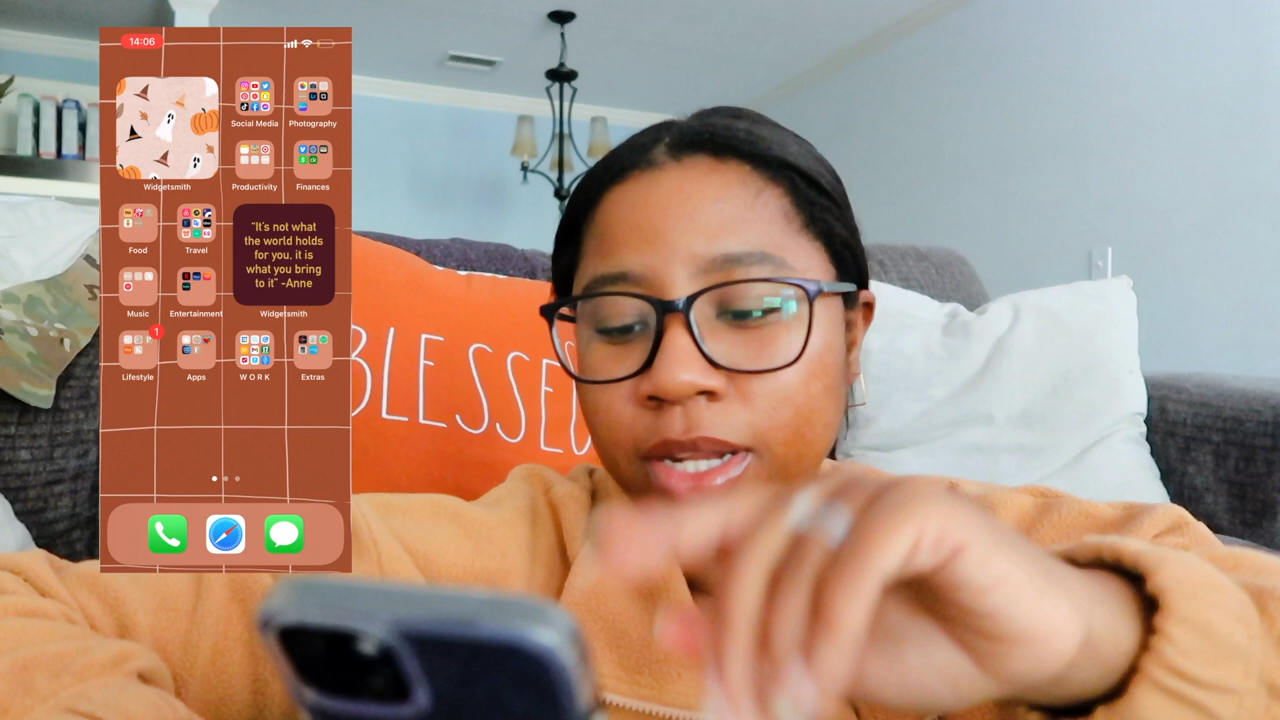 14:06
Social Media
Photography
Widgetsmith
Productivity
Finances
Food
Travel
"It's not what
the world holds
for you, it is
what you bring
to it" -Anne
Music
Entertainment
Widgetsmith
1
Lifestyle
Apps
W O R K
Extras
BLESSED